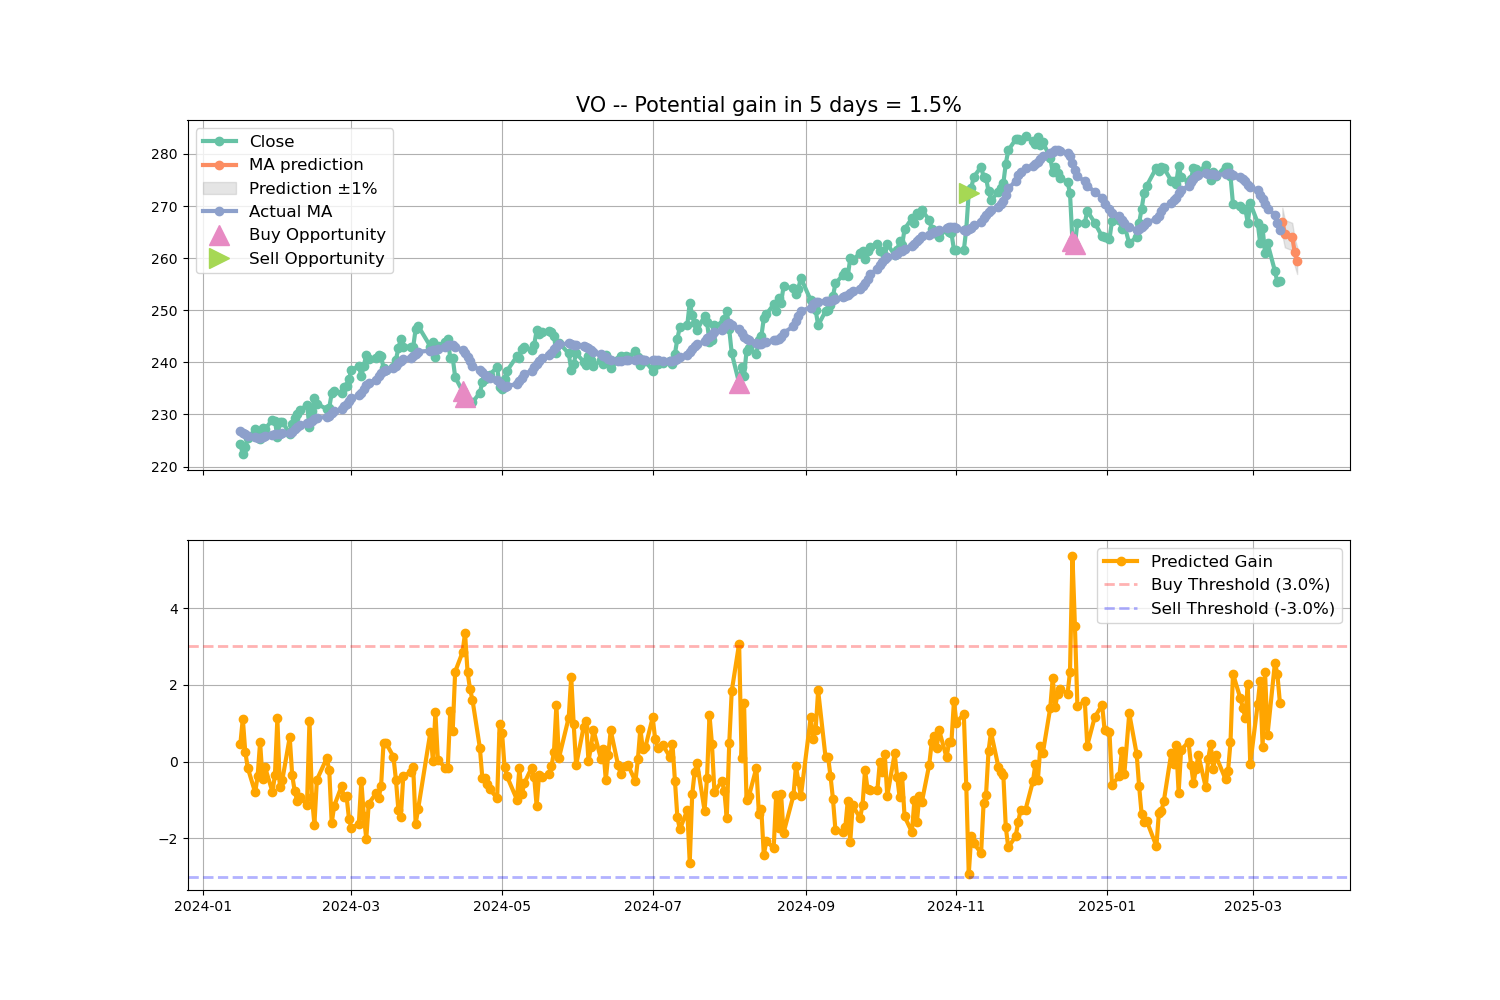 VO -- Potential gain in 5 days = 1.5%
Close
MA prediction
Prediction ±1%
Actual MA
Buy Opportunity
Sell Opportunity
280
270
260
250
240
230
220
Predicted Gain
Buy Threshold (3.0%)
Sell Threshold (-3.0%)
4
2
0
−2
2024-01 2024-03 2024-05 2024-07 2024-09 2024-11 2025-01 2025-03